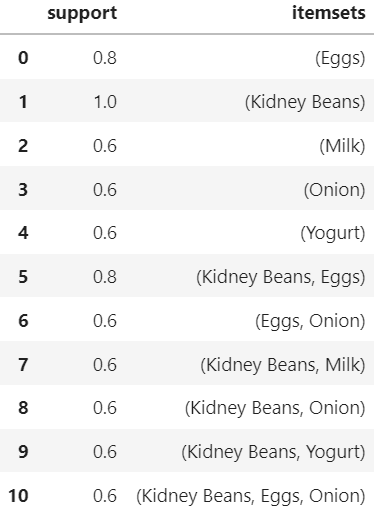 support itemsets
0 0.8 (Eggs)
1 1.0 (Kidney Beans)
2 0.6 (Milk)
3 0.6 (Onion)
4 0.6 (Yogurt)
5 0.8 (Kidney Beans, Eggs)
6 0.6 (Eggs, Onion)
7 0.6 (Kidney Beans, Milk)
8 0.6 (Kidney Beans, Onion)
9 0.6 (Kidney Beans, Yogurt)
10 0.6 (Kidney Beans, Eggs, Onion)